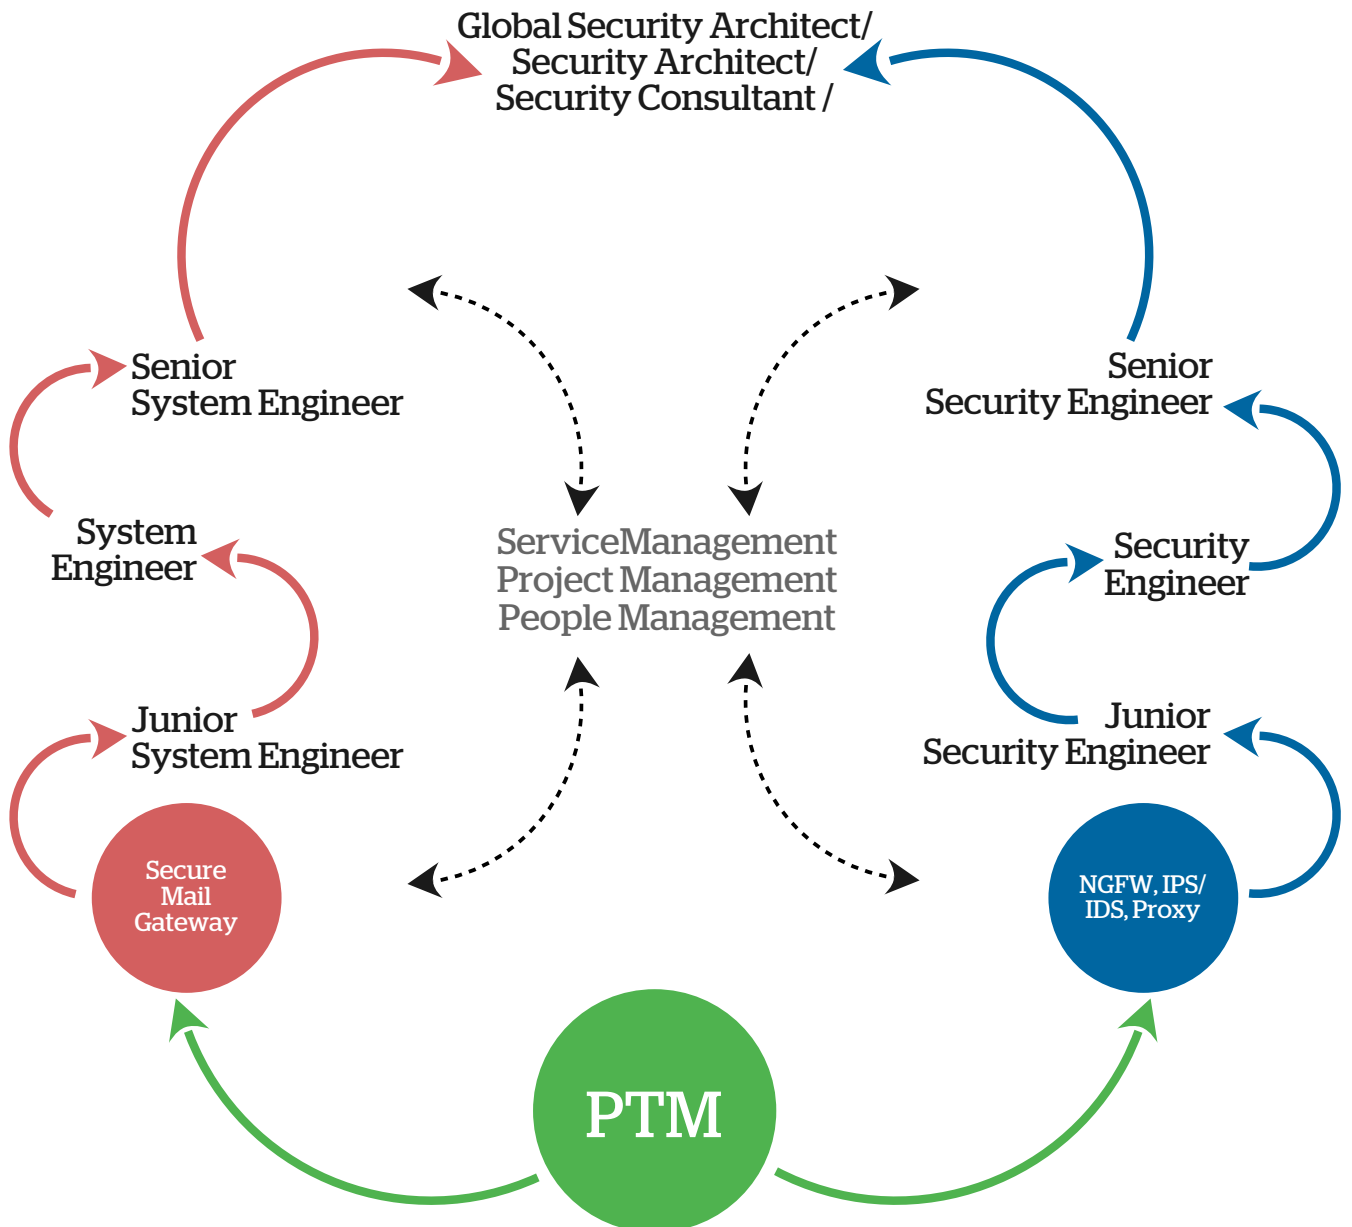 Global Security Architect/
Security Architect/
Security Consultant /
Senior
System Engineer
Senior
Security Engineer
System
Engineer
ServiceManagement
Project Management
People Management
Security
Engineer
Junior
System Engineer
Junior
Security Engineer
Secure
Mail
Gateway
NGFW, IPS/
IDS, Proxy
PTM